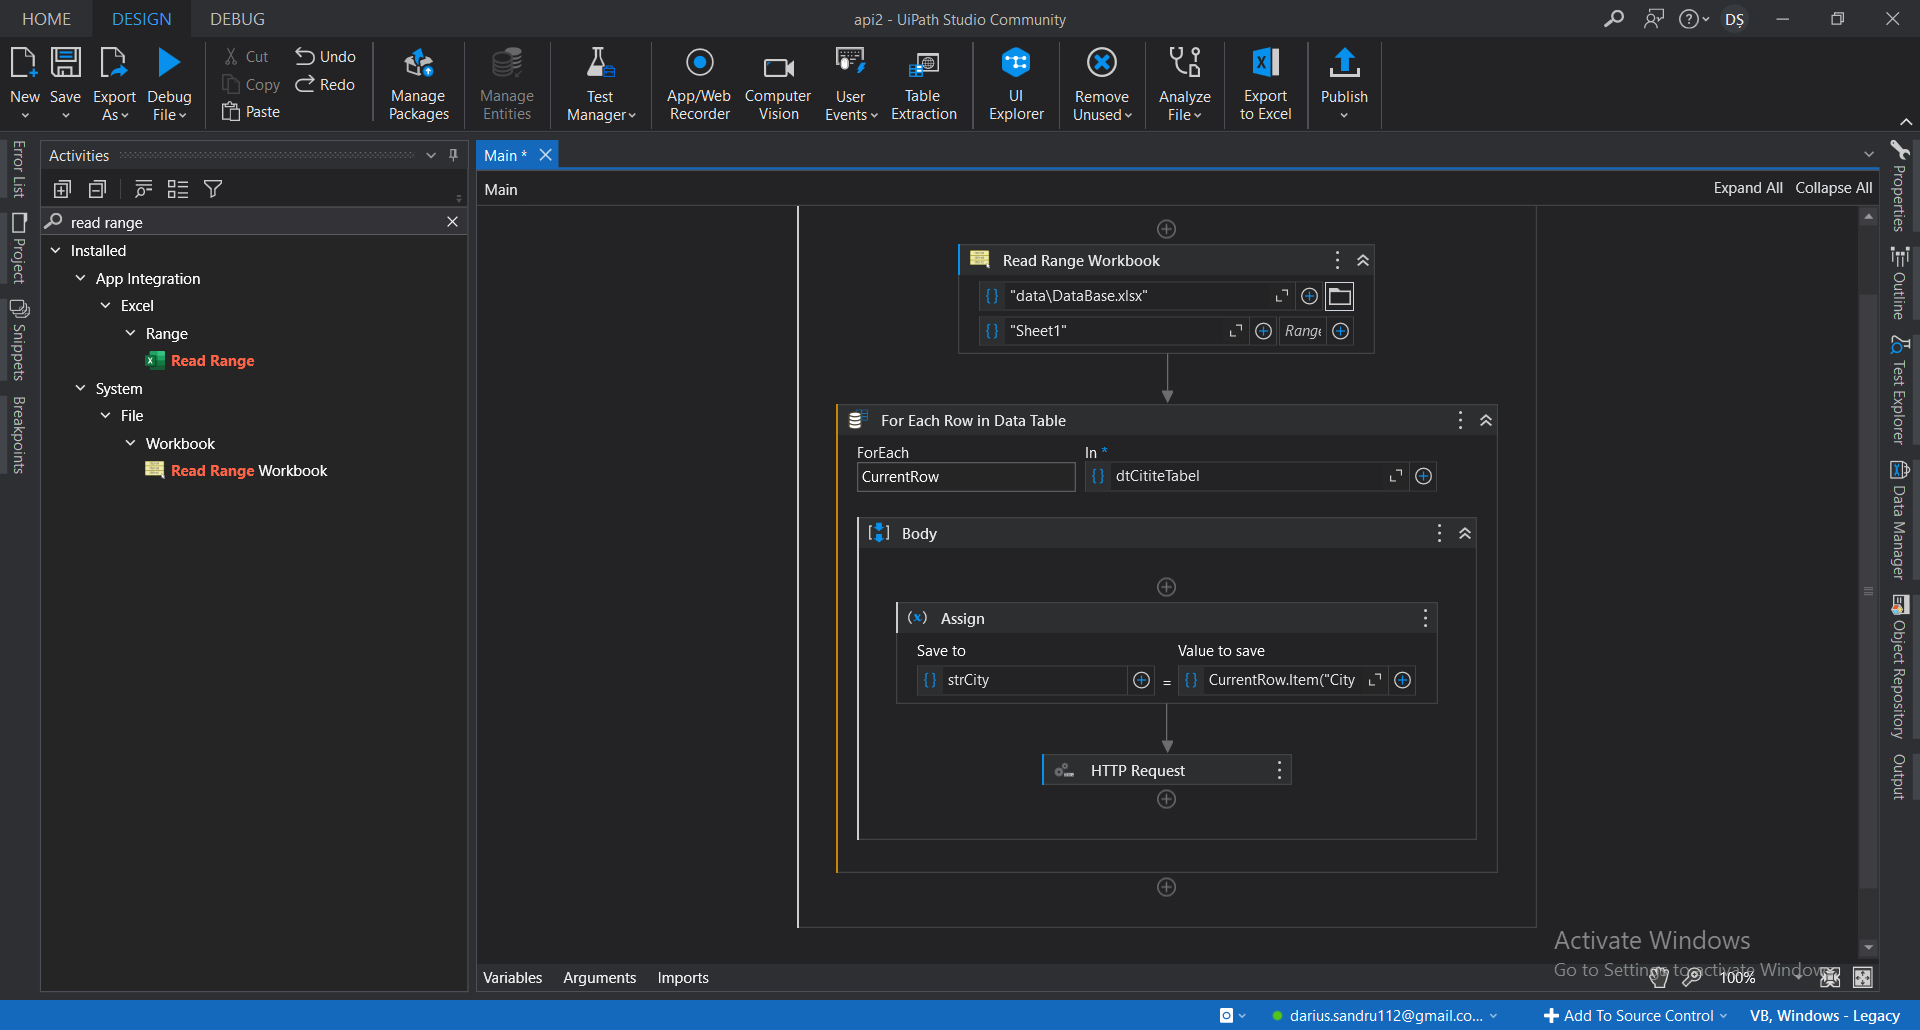 HOME DESIGN DEBUG
api2 - UiPath Studio Community
DȘ
New
Save
Export As
Debug File
Cut
Copy
Paste
Undo
Redo
Manage Packages
Manage Entities
Test Manager
App/Web Recorder
Computer Vision
User Events
Table Extraction
UI Explorer
Remove Unused
Analyze File
Export to Excel
Publish
Error List
Project
Snippets
Breakpoints
Activities
read range
Installed
App Integration
Excel
Range
Read Range
System
File
Workbook
Read Range Workbook
Main *
Main
Expand All Collapse All
Read Range Workbook
"data\DataBase.xlsx"
"Sheet1"
Range
For Each Row in Data Table
ForEach
In *
CurrentRow
dtCititeTabel
Body
Assign
Save to
Value to save
strCity
=
CurrentRow.Item("City
HTTP Request
Properties
Outline
Test Explorer
Data Manager
Object Repository
Output
Activate Windows
Go to Settings to activate Windows
Variables Arguments Imports
100%
darius.sandru112@gmail.co...
Add To Source Control
VB, Windows - Legacy